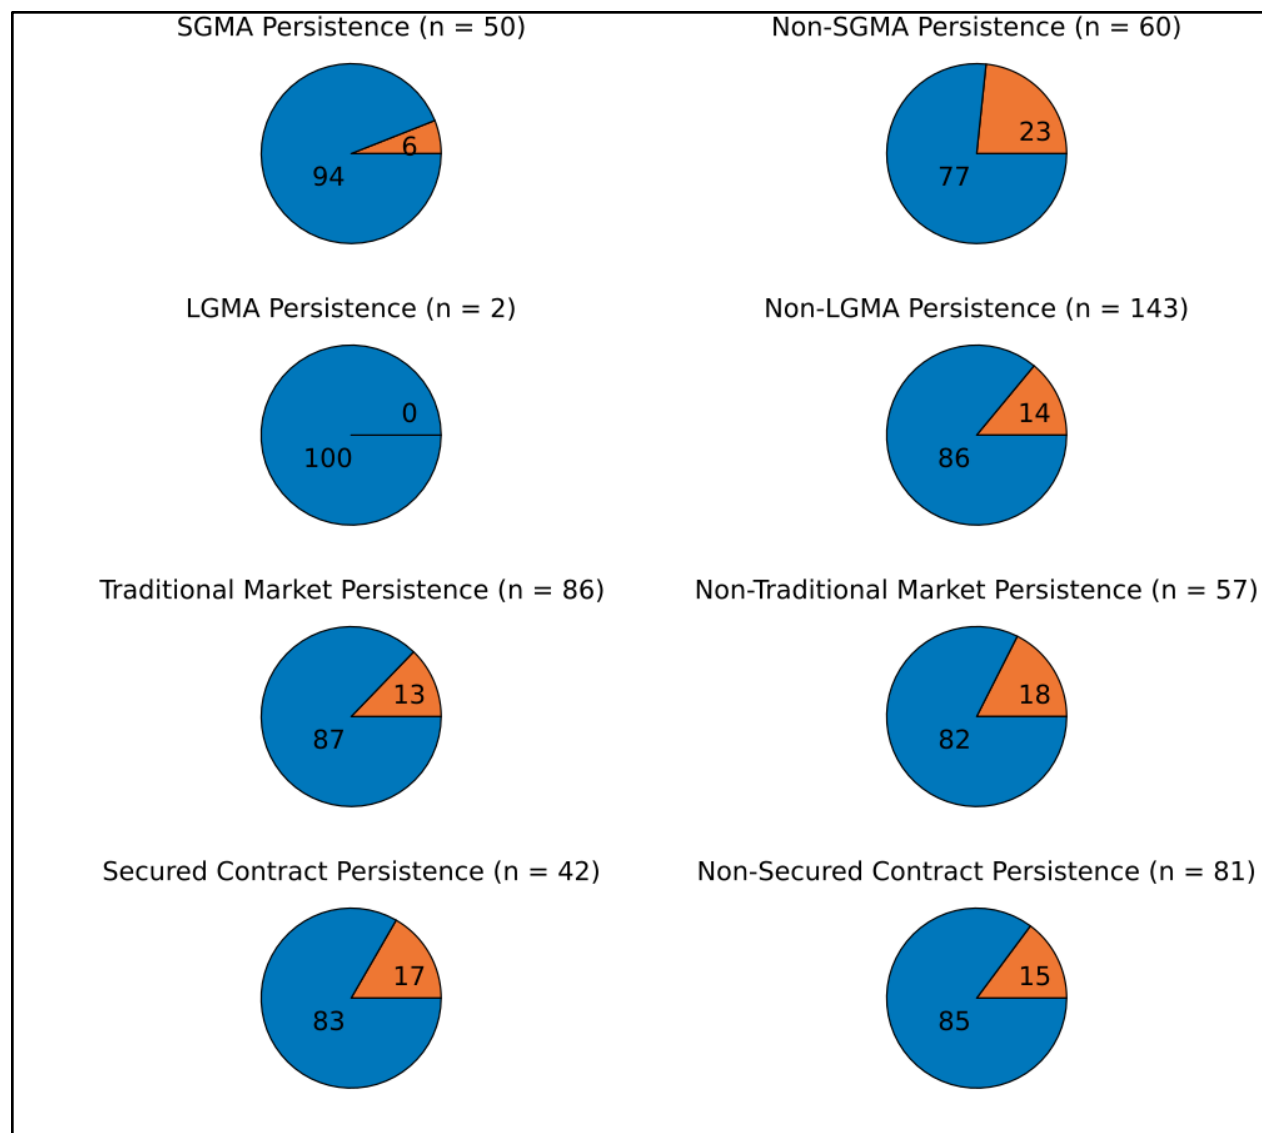 SGMA Persistence (n = 50)
Non-SGMA Persistence (n = 60)
6
94
23
77
LGMA Persistence (n = 2)
Non-LGMA Persistence (n = 143)
0
100
14
86
Traditional Market Persistence (n = 86)
Non-Traditional Market Persistence (n = 57)
13
87
18
82
Secured Contract Persistence (n = 42)
Non-Secured Contract Persistence (n = 81)
17
83
15
85